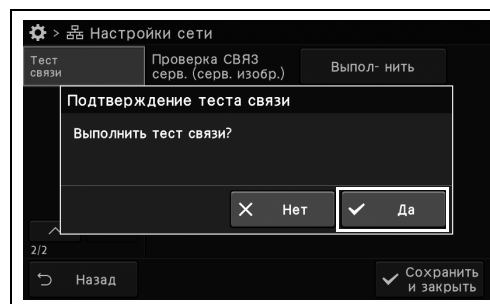 > Настройки сети
Тест
связи
Проверка СВЯЗ
серв. (серв. изобр.)
Выпол- нить
Подтверждение теста связи
Выполнить тест связи?
Нет
Да
2/2
Назад
Сохранить
и закрыть